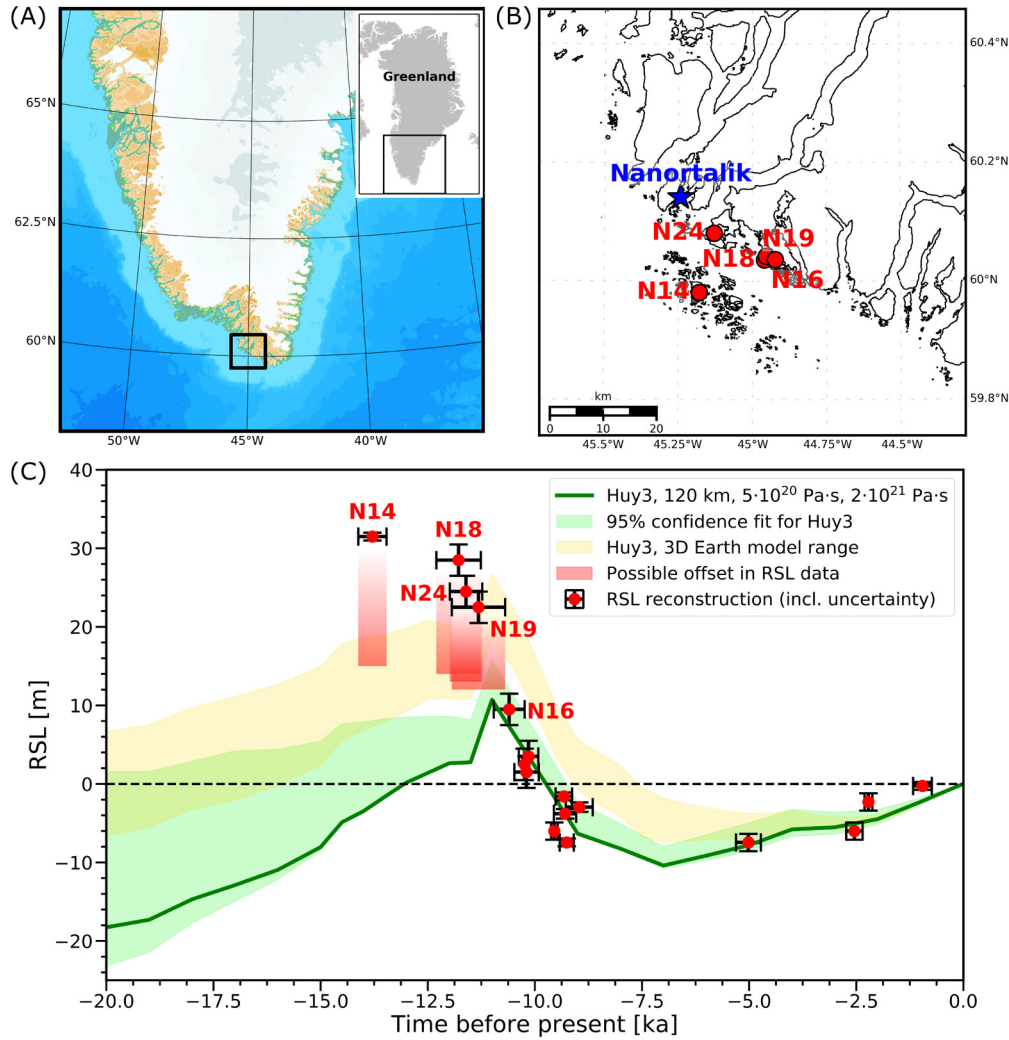 (A)
Greenland
65°N
62.5°N
60°N
50°W
45°W
40°W
(B)
60.4°N
60.2°N
60°N
59.8°N
Nanortalik
N24
N19
N18
N16
N14
km
0
10
20
45.5°W
45.25°W
45°W
44.75°W
44.5°W
(C)
RSL [m]
40
30
20
10
0
−10
−20
N14
N18
N24
N19
N16
Huy3, 120 km, 5·10²⁰ Pa·s, 2·10²¹ Pa·s
95% confidence fit for Huy3
Huy3, 3D Earth model range
Possible offset in RSL data
RSL reconstruction (incl. uncertainty)
−20.0
−17.5
−15.0
−12.5
−10.0
−7.5
−5.0
−2.5
0.0
Time before present [ka]